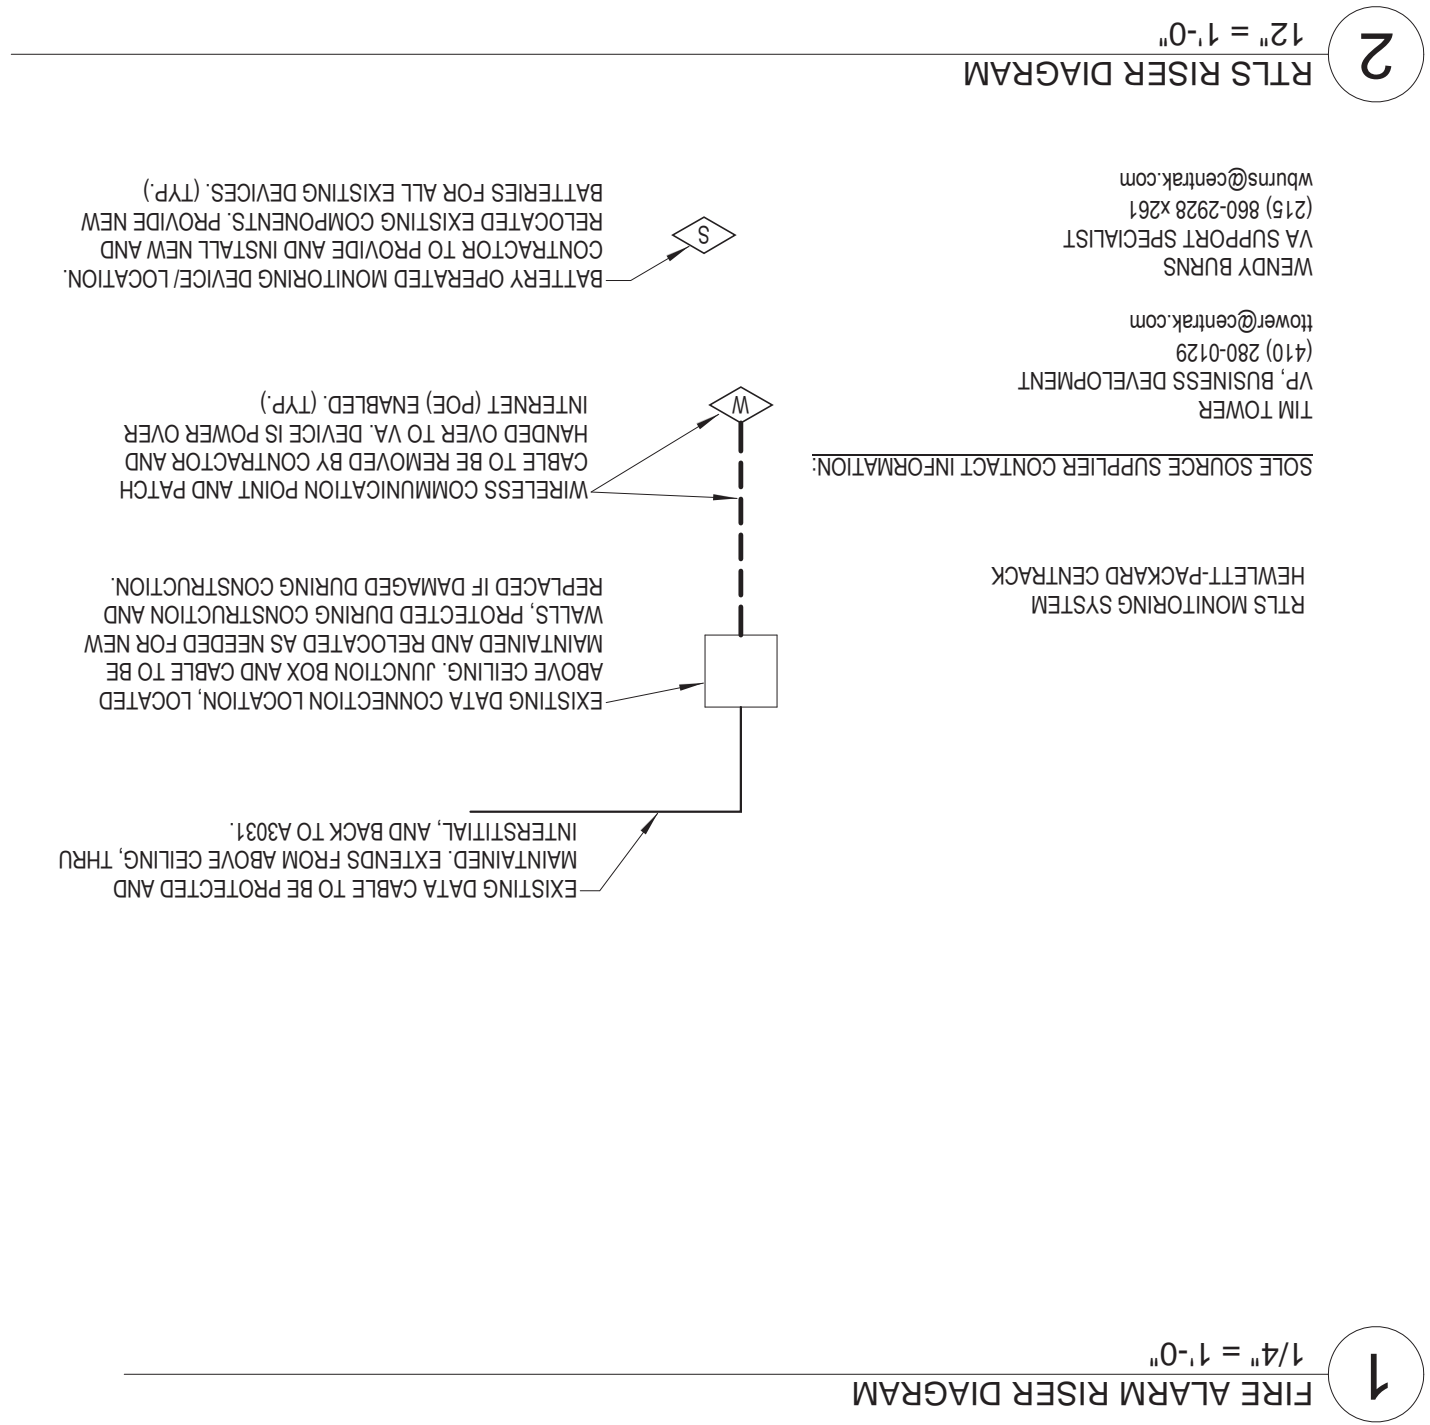 1
FIRE ALARM RISER DIAGRAM
1/4" = 1'-0"
EXISTING DATA CABLE TO BE PROTECTED AND
MAINTAINED. EXTENDS FROM ABOVE CEILING, THRU
INTERSTITIAL, AND BACK TO A3031.
EXISTING DATA CONNECTION LOCATION, LOCATED
ABOVE CEILING. JUNCTION BOX AND CABLE TO BE
MAINTAINED AND RELOCATED AS NEEDED FOR NEW
WALLS, PROTECTED DURING CONSTRUCTION AND
REPLACED IF DAMAGED DURING CONSTRUCTION.
RTLS MONITORING SYSTEM
HEWLETT-PACKARD CENTRACK
SOLE SOURCE SUPPLIER CONTACT INFORMATION:
TIM TOWER
VP, BUSINESS DEVELOPMENT
(410) 280-0129
ttower@centrak.com
WENDY BURNS
VA SUPPORT SPECIALIST
(215) 860-2928 x261
wburns@centrak.com
WIRELESS COMMUNICATION POINT AND PATCH
CABLE TO BE REMOVED BY CONTRACTOR AND
HANDED OVER TO VA. DEVICE IS POWER OVER
INTERNET (POE) ENABLED. (TYP.)
W
BATTERY OPERATED MONITORING DEVICE/LOCATION.
CONTRACTOR TO PROVIDE AND INSTALL NEW AND
RELOCATED EXISTING COMPONENTS. PROVIDE NEW
BATTERIES FOR ALL EXISTING DEVICES. (TYP.)
S
2
RTLS RISER DIAGRAM
12" = 1'-0"